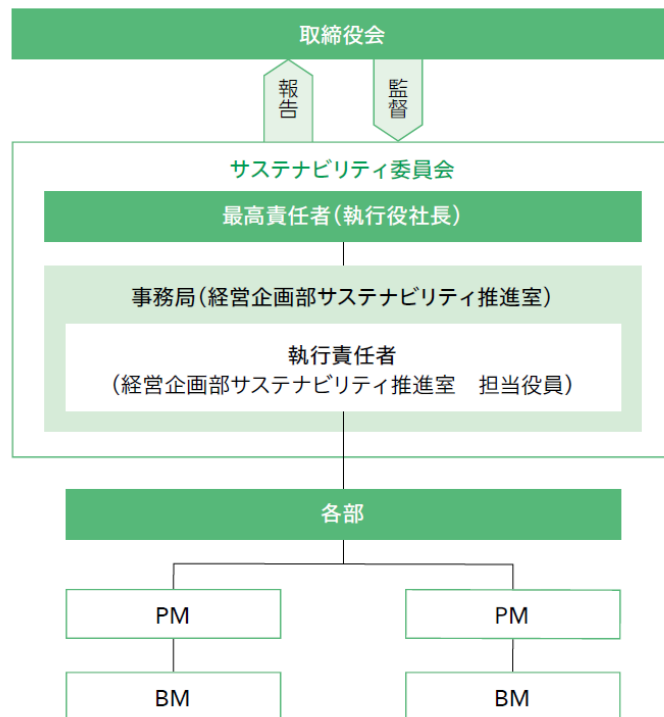 取締役会
報告
監督
サステナビリティ委員会
最高責任者(執行役社長)
事務局(経営企画部サステナビリティ推進室)
執行責任者
(経営企画部サステナビリティ推進室　担当役員)
各部
PM
PM
BM
BM